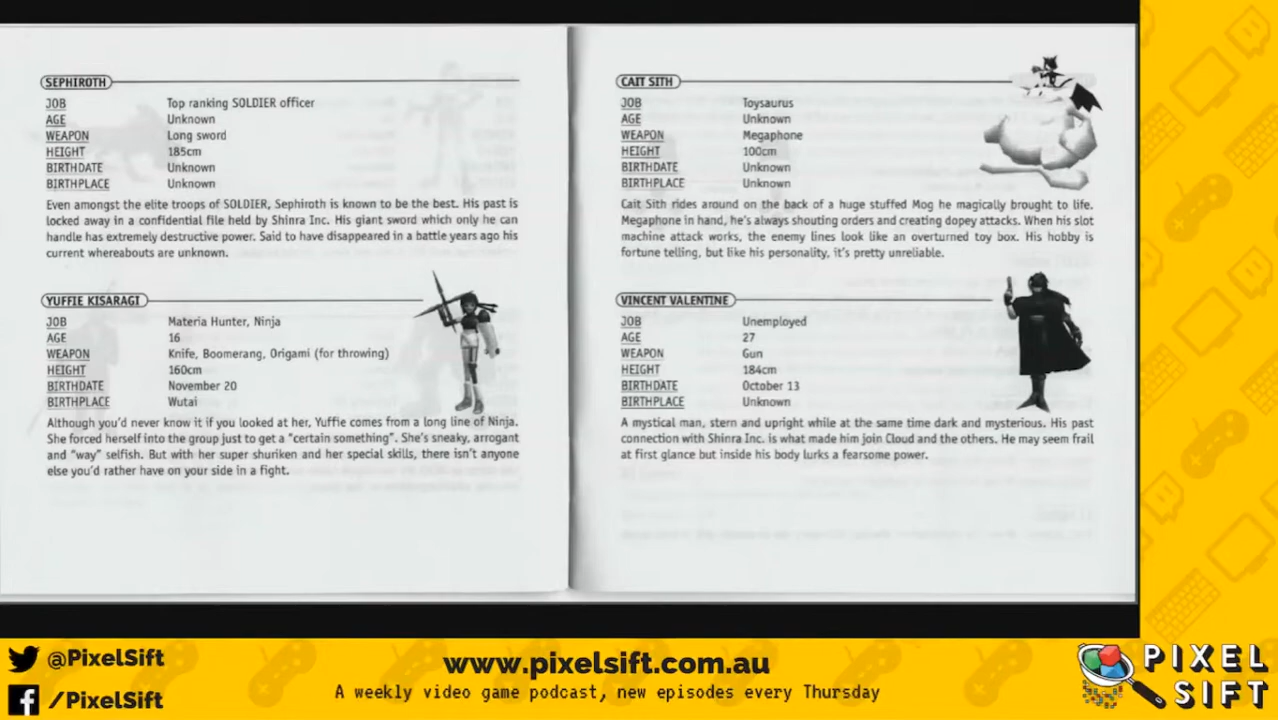 SEPHIROTH
JOB Top ranking SOLDIER officer
AGE Unknown
WEAPON Long sword
HEIGHT 185cm
BIRTHDATE Unknown
BIRTHPLACE Unknown
Even amongst the elite troops of SOLDIER, Sephiroth is known to be the best. His past is
locked away in a confidential file held by Shinra Inc. His giant sword which only he can
handle has extremely destructive power. Said to have disappeared in a battle years ago his
current whereabouts are unknown.
YUFFIE KISARAGI
JOB Materia Hunter, Ninja
AGE 16
WEAPON Knife, Boomerang, Origami (for throwing)
HEIGHT 160cm
BIRTHDATE November 20
BIRTHPLACE Wutai
Although you'd never know it if you looked at her, Yuffie comes from a long line of Ninja.
She forced herself into the group just to get a "certain something". She's sneaky, arrogant
and "way" selfish. But with her super shuriken and her special skills, there isn't anyone
else you'd rather have on your side in a fight.
CAIT SITH
JOB Toysaurus
AGE Unknown
WEAPON Megaphone
HEIGHT 100cm
BIRTHDATE Unknown
BIRTHPLACE Unknown
Cait Sith rides around on the back of a huge stuffed Mog he magically brought to life.
Megaphone in hand, he's always shouting orders and creating dopey attacks. When his slot
machine attack works, the enemy lines look like an overturned toy box. His hobby is
fortune telling, but like his personality, it's pretty unreliable.
VINCENT VALENTINE
JOB Unemployed
AGE 27
WEAPON Gun
HEIGHT 184cm
BIRTHDATE October 13
BIRTHPLACE Unknown
A mystical man, stern and upright while at the same time dark and mysterious. His past
connection with Shinra Inc. is what made him join Cloud and the others. He may seem frail
at first glance but inside his body lurks a fearsome power.
@PixelSift
/PixelSift
www.pixelsift.com.au
A weekly video game podcast, new episodes every Thursday
PIXEL
SIFT